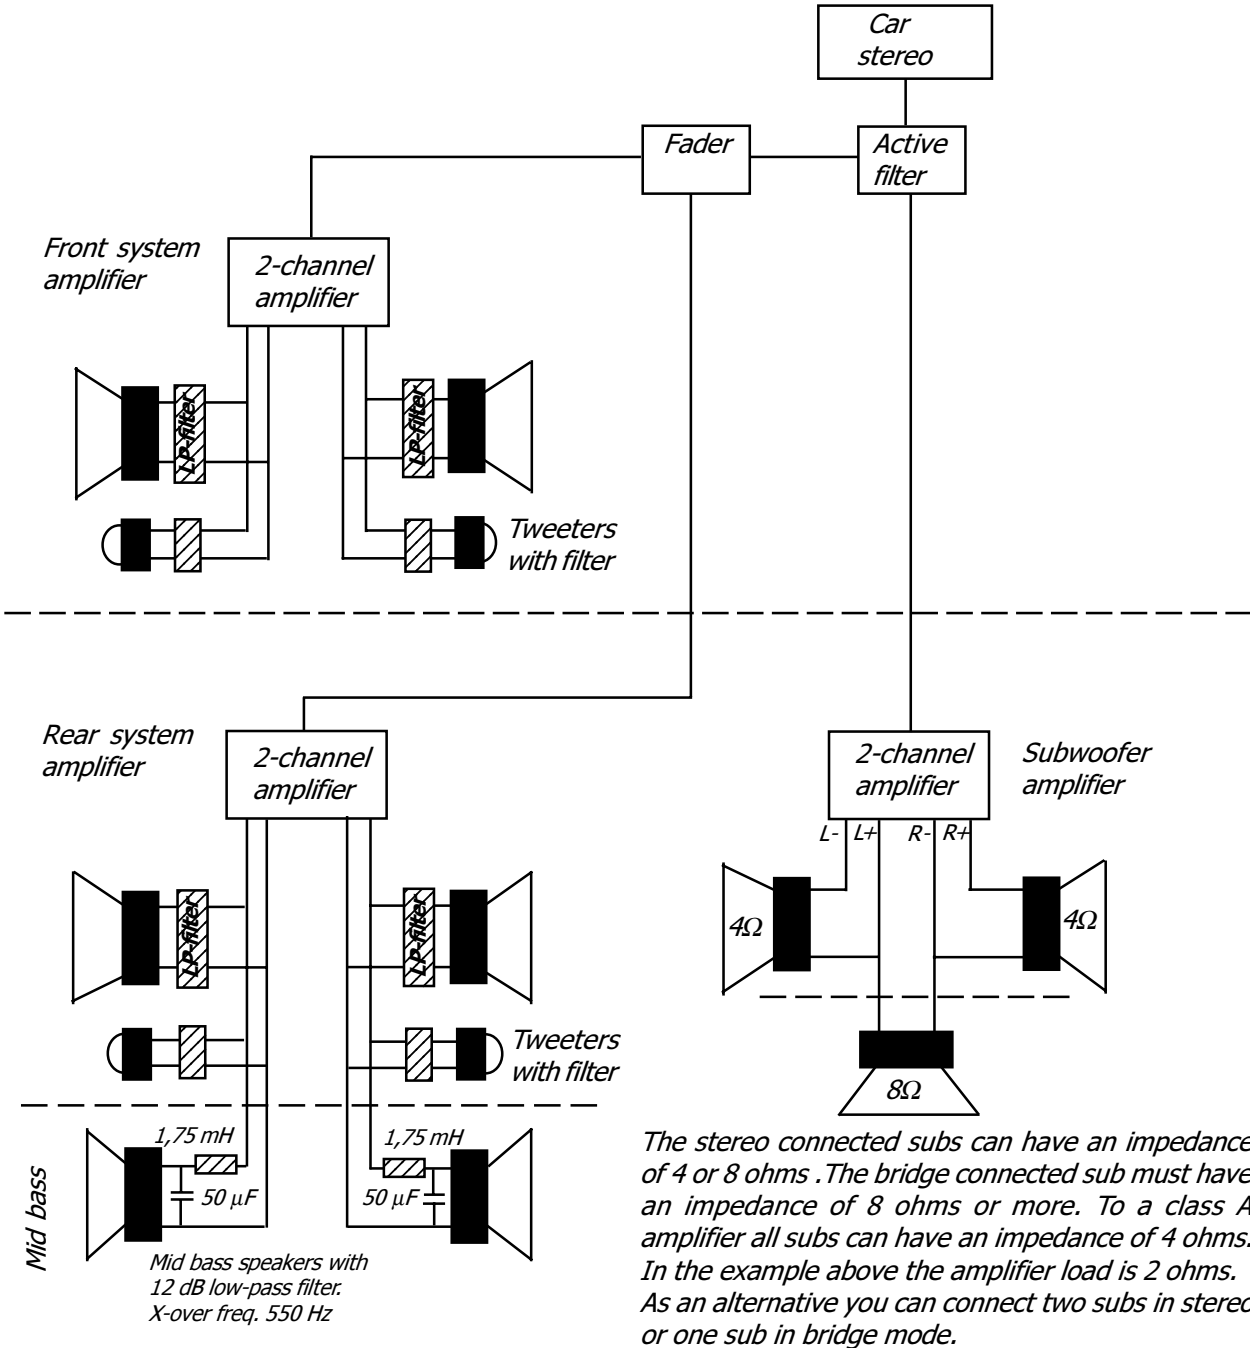 Car
stereo
Fader
Active
filter
Front system
amplifier
2-channel
amplifier
LP-filter
LP-filter
Tweeters
with filter
Rear system
amplifier
2-channel
amplifier
2-channel
amplifier
Subwoofer
amplifier
L- L+ R- R+
LP-filter
LP-filter
4Ω
4Ω
Tweeters
with filter
8Ω
Mid bass
1,75 mH
1,75 mH
50 µF
50 µF
Mid bass speakers with
12 dB low-pass filter.
X-over freq. 550 Hz
The stereo connected subs can have an impedance
of 4 or 8 ohms .The bridge connected sub must have
an impedance of 8 ohms or more. To a class A
amplifier all subs can have an impedance of 4 ohms.
In the example above the amplifier load is 2 ohms.
As an alternative you can connect two subs in stereo
or one sub in bridge mode.